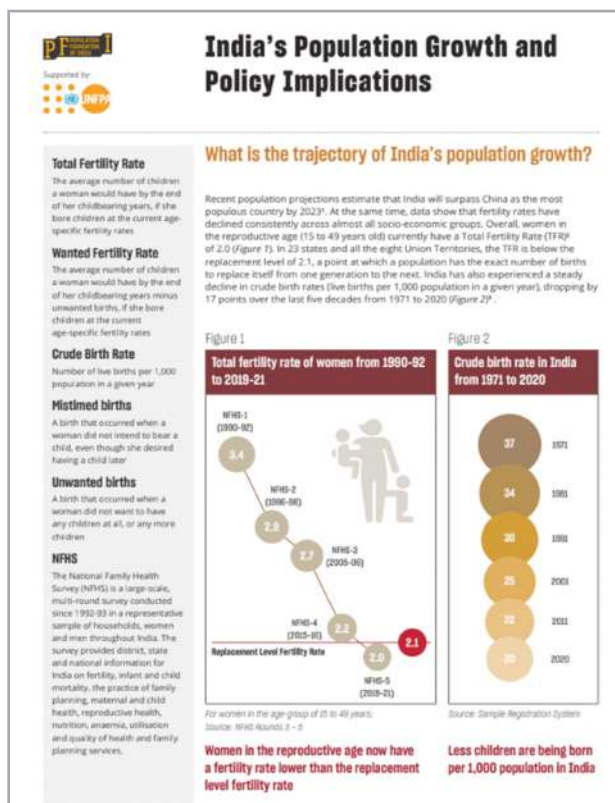 PF POPULATION FOUNDATION OF INDIA I
Supported by:
UNFPA
India's Population Growth and
Policy Implications
Total Fertility Rate
The average number of children
a woman would have by the end
of her childbearing years, if she
bore children at the current age-
specific fertility rates
Wanted Fertility Rate
The average number of children
a woman would have by the end
of her childbearing years minus
unwanted births, if she bore
children at the current
age-specific fertility rates
Crude Birth Rate
Number of live births per 1,000
population in a given year
Mistimed births
A birth that occurred when a
woman did not intend to bear a
child, even though she desired
having a child later
Unwanted births
A birth that occurred when a
woman did not want to have
any children at all, or any more
children
NFHS
The National Family Health
Survey (NFHS) is a large-scale,
multi-round survey conducted
since 1992-93 in a representative
sample of households, women
and men throughout India. The
survey provides district, state
and national information for
India on fertility, infant and child
mortality, the practice of family
planning, maternal and child
health, reproductive health,
nutrition, anaemia, utilisation
and quality of health and family
planning services.
What is the trajectory of India's population growth?
Recent population projections estimate that India will surpass China as the most
populous country by 2023¹. At the same time, data show that fertility rates have
declined consistently across almost all socio-economic groups. Overall, women in
the reproductive age (15 to 49 years old) currently have a Total Fertility Rate (TFR)
of 2.0 (Figure 1). In 23 states and all the eight Union Territories, the TFR is below the
replacement level of 2.1, a point at which a population has the exact number of births
to replace itself from one generation to the next. India has also experienced a steady
decline in crude birth rates (live births per 1,000 population in a given year), dropping by
17 points over the last five decades from 1971 to 2020 (Figure 2) .
Figure 1
Total fertility rate of women from 1990-92
to 2019-21
NFHS-1
(1990-92)
3.4
NFHS-2
(1996-98)
2.9
2.7
NFHS-3
(2005-06)
NFHS-4
(2015-16)
2.2
Replacement Level Fertility Rate
2.1
2.0
NFHS-5
(2019-21)
For women in the age-group of 15 to 49 years;
Source: NFHS Rounds 1 – 5
Women in the reproductive age now have
a fertility rate lower than the replacement
level fertility rate
Figure 2
Crude birth rate in India
from 1971 to 2020
37 1971
34 1981
30 1991
25 2001
22 2011
20 2020
Source: Sample Registration System
Less children are being born
per 1,000 population in India